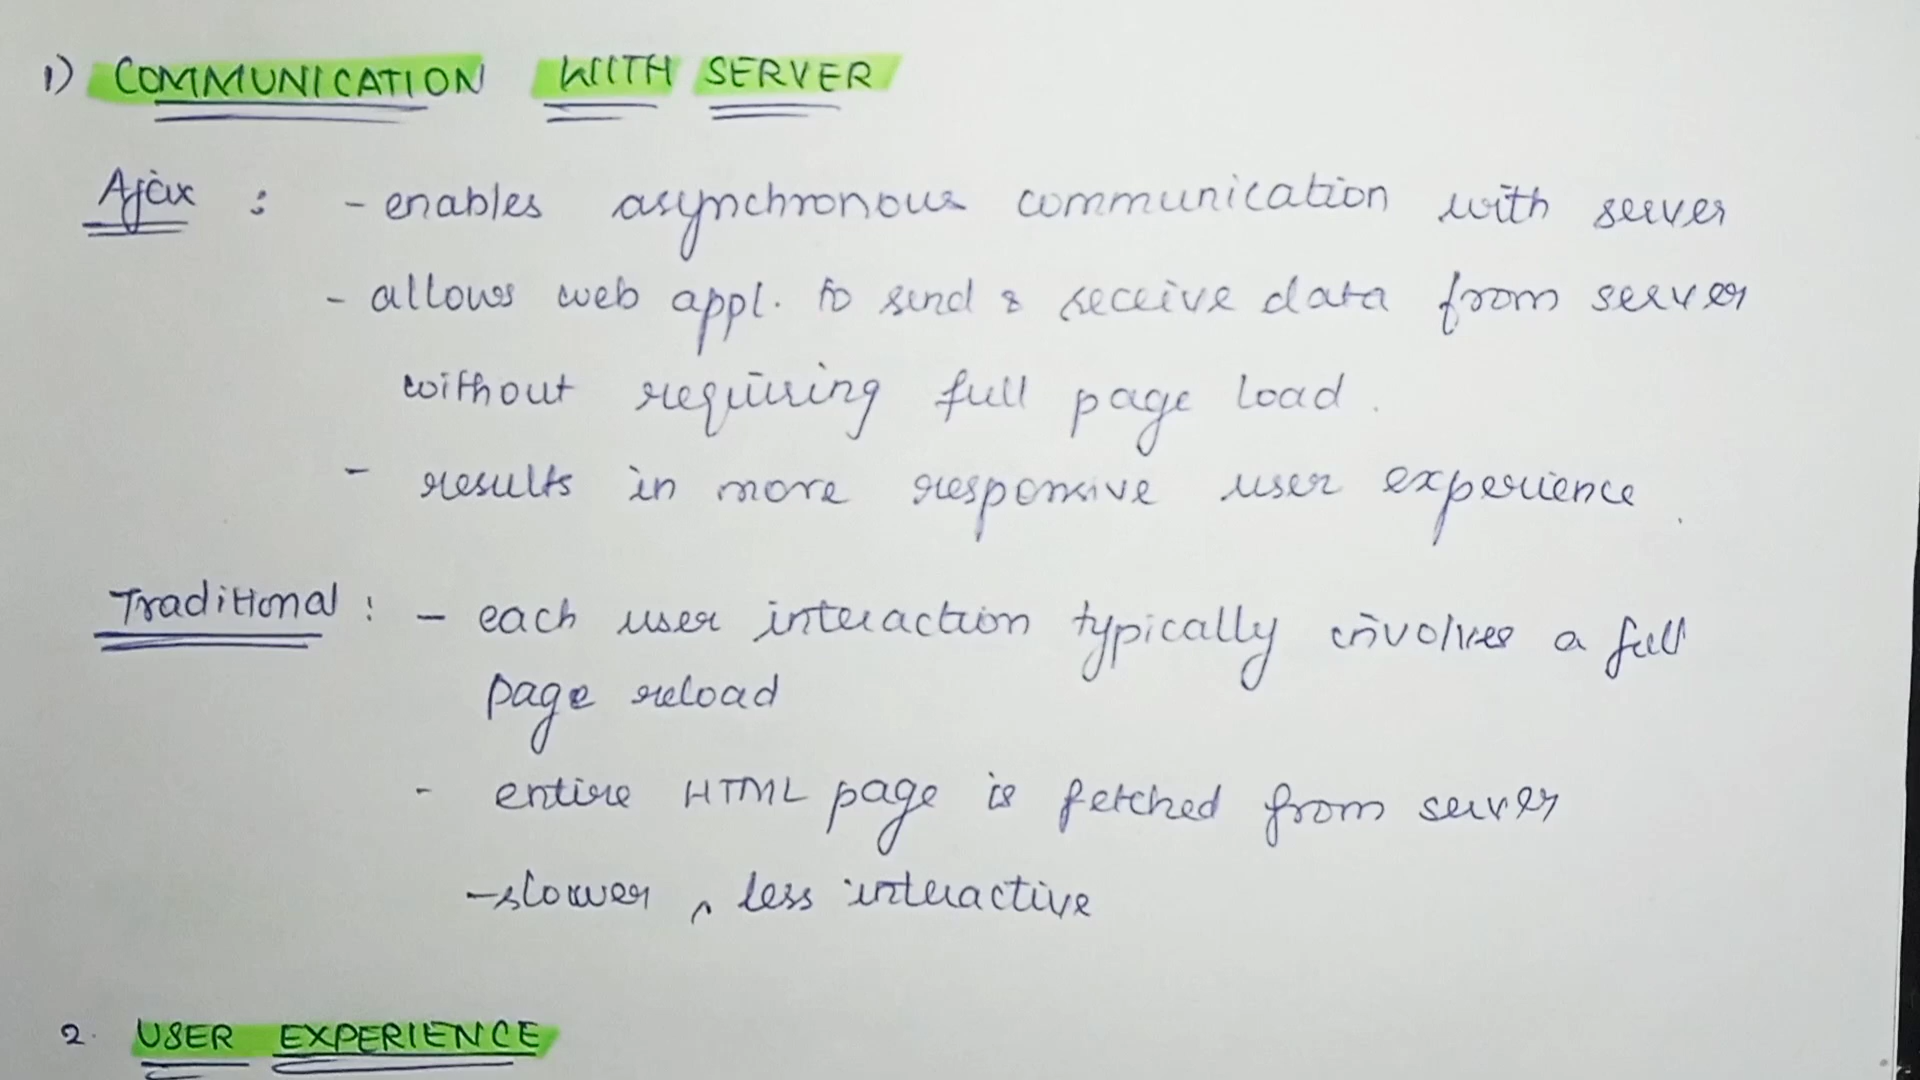 1) COMMUNICATION WITH SERVER
Ajax : - enables asynchronous communication with server
- allows web appl. to send & receive data from server
without requiring full page load.
- results in more responsive user experience.
Traditional : - each user interaction typically involves a full
page reload
- entire HTML page is fetched from server
- slower, less interactive
2. USER EXPERIENCE